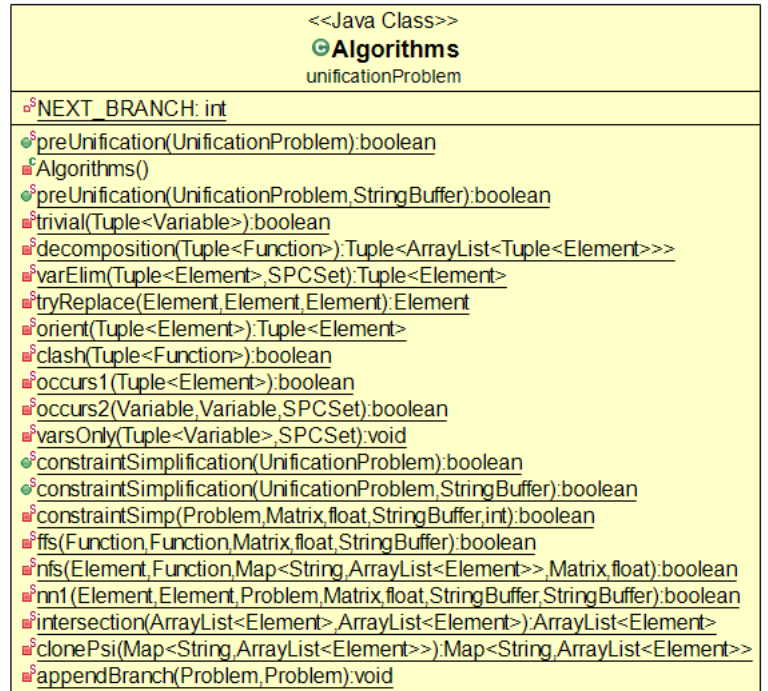 <<Java Class>>
Algorithms
unificationProblem
NEXT_BRANCH: int
preUnification(UnificationProblem):boolean
Algorithms()
preUnification(UnificationProblem,StringBuffer):boolean
trivial(Tuple<Variable>):boolean
decomposition(Tuple<Function>):Tuple<ArrayList<Tuple<Element>>>
varElim(Tuple<Element>,SPCSet):Tuple<Element>
tryReplace(Element,Element,Element):Element
orient(Tuple<Element>):Tuple<Element>
clash(Tuple<Function>):boolean
occurs1(Tuple<Element>):boolean
occurs2(Variable,Variable,SPCSet):boolean
varsOnly(Tuple<Variable>,SPCSet):void
constraintSimplification(UnificationProblem):boolean
constraintSimplification(UnificationProblem,StringBuffer):boolean
constraintSimp(Problem,Matrix,float,StringBuffer,int):boolean
ffs(Function,Function,Matrix,float,StringBuffer):boolean
nfs(Element,Function,Map<String,ArrayList<Element>>,Matrix,float):boolean
nn1(Element,Element,Problem,Matrix,float,StringBuffer,StringBuffer):boolean
intersection(ArrayList<Element>,ArrayList<Element>):ArrayList<Element>
clonePsi(Map<String,ArrayList<Element>>):Map<String,ArrayList<Element>>
appendBranch(Problem,Problem):void